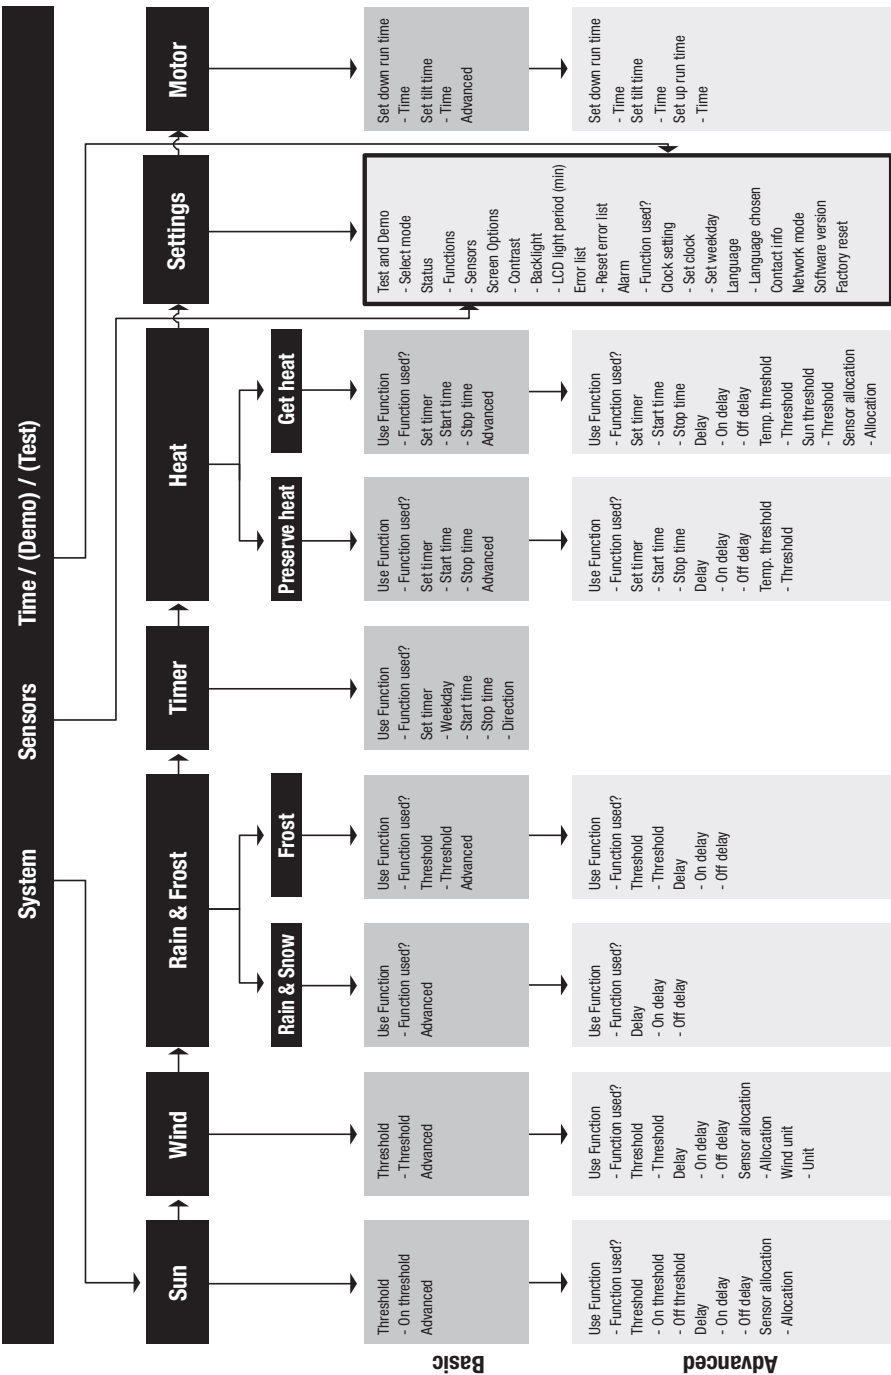 System
Sensors
Time / (Demo) / (Test)
Sun
Wind
Rain & Frost
Timer
Heat
Settings
Motor
Rain & Snow
Frost
Preserve heat
Get heat
Basic
Threshold
- On threshold
Advanced
Threshold
- Threshold
Advanced
Use Function
- Function used?
Advanced
Use Function
- Function used?
Threshold
- Threshold
Advanced
Use Function
- Function used?
Set timer
- Weekday
- Start time
- Stop time
- Direction
Use Function
- Function used?
Set timer
- Start time
- Stop time
Advanced
Use Function
- Function used?
Set timer
- Start time
- Stop time
Advanced
Test and Demo
- Select mode
Status
- Functions
- Sensors
Screen Options
- Contrast
- Backlight
- LCD light period (min)
Error list
- Reset error list
Alarm
- Function used?
Clock setting
- Set clock
- Set weekday
Language
- Language chosen
Contact info
Network mode
Software version
Factory reset
Set down run time
- Time
Set tilt time
- Time
Advanced
Advanced
Use Function
- Function used?
Threshold
- On threshold
- Off threshold
Delay
- On delay
- Off delay
Sensor allocation
- Allocation
Use Function
- Function used?
Threshold
- Threshold
Delay
- On delay
- Off delay
Sensor allocation
- Allocation
Wind unit
- Unit
Use Function
- Function used?
Delay
- On delay
- Off delay
Use Function
- Function used?
Threshold
- Threshold
Delay
- On delay
- Off delay
Use Function
- Function used?
Set timer
- Start time
- Stop time
Delay
- On delay
- Off delay
Temp. threshold
- Threshold
Use Function
- Function used?
Set timer
- Start time
- Stop time
Delay
- On delay
- Off delay
Temp. threshold
- Threshold
Sun threshold
- Threshold
Sensor allocation
- Allocation
Set down run time
- Time
Set tilt time
- Time
Set up run time
- Time